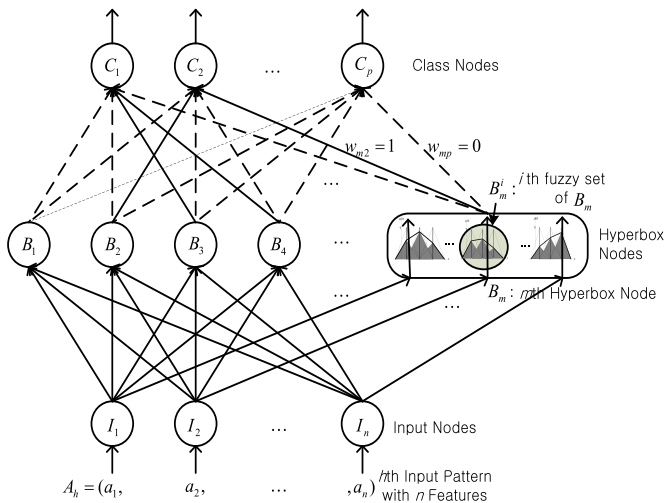 C₁ C₂ ... Cₚ Class Nodes
wₘ₂ = 1 wₘₚ = 0
...
Bₘⁱ : i th fuzzy set
of Bₘ
B₁ B₂ B₃ B₄ ... ... ... Hyperbox
Nodes
... ... Bₘ : mth Hyperbox Node
I₁ I₂ ... Iₙ Input Nodes
Aₕ = (a₁, a₂, ... , aₙ) hth Input Pattern
with n Features